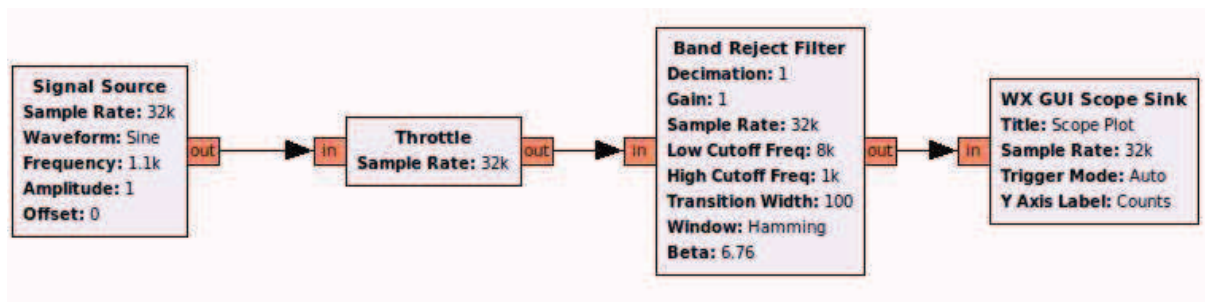 Signal Source
Sample Rate: 32k
Waveform: Sine
Frequency: 1.1k
Amplitude: 1
Offset: 0
out
in
Throttle
Sample Rate: 32k
out
in
Band Reject Filter
Decimation: 1
Gain: 1
Sample Rate: 32k
Low Cutoff Freq: 8k
High Cutoff Freq: 1k
Transition Width: 100
Window: Hamming
Beta: 6.76
out
in
WX GUI Scope Sink
Title: Scope Plot
Sample Rate: 32k
Trigger Mode: Auto
Y Axis Label: Counts